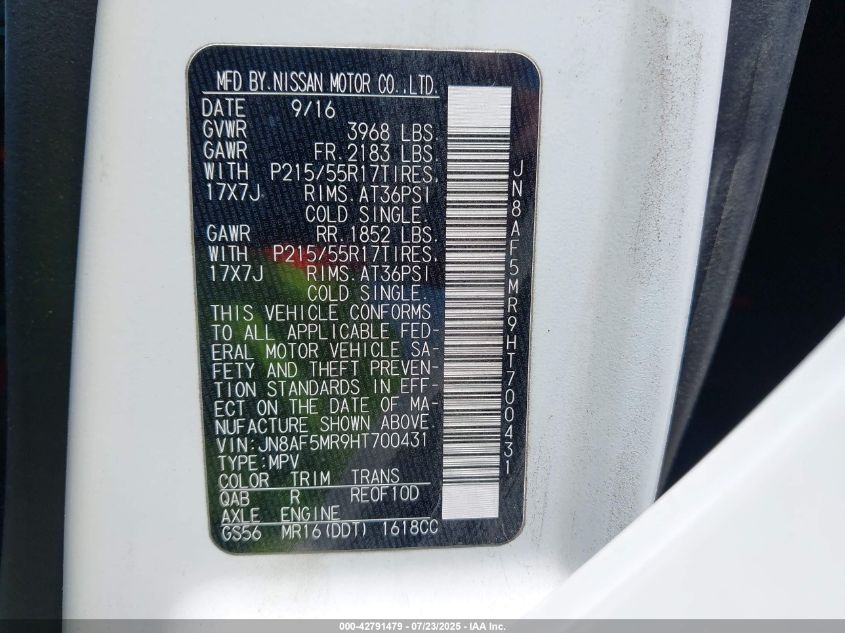 MFD BY.NISSAN MOTOR CO.,LTD.
DATE 9/16
GVWR 3968 LBS.
GAWR FR.2183 LBS.
WITH P215/55R17TIRES,
17X7J RIMS.AT36PSI
COLD SINGLE.
GAWR RR.1852 LBS.
WITH P215/55R17TIRES,
17X7J RIMS.AT36PSI
COLD SINGLE.
THIS VEHICLE CONFORMS
TO ALL APPLICABLE FED-
ERAL MOTOR VEHICLE SA-
FETY AND THEFT PREVEN-
TION STANDARDS IN EFF-
ECT ON THE DATE OF MA-
NUFACTURE SHOWN ABOVE.
VIN:JN8AF5MR9HT700431
TYPE:MPV
COLOR TRIM TRANS
QAB R RE0F10D
AXLE ENGINE
GS56 MR16(DDT) 1618CC
JN8AF5MR9HT700431
000-42791479 - 07/23/2025 - IAA Inc.